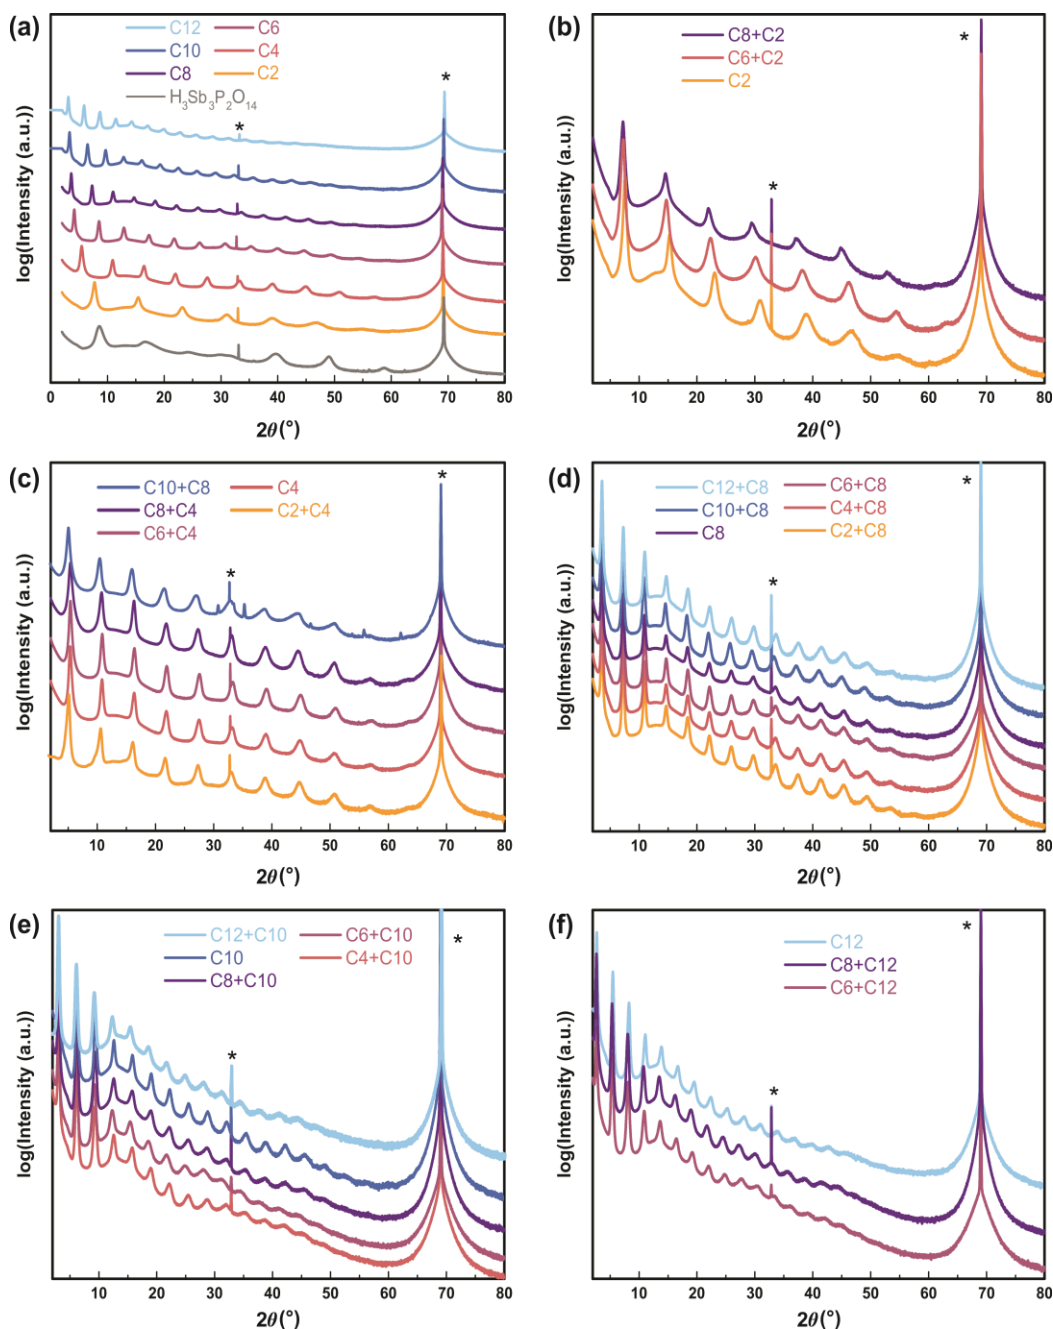 (a)
C12 C6
C10 C4
C8 C2
H₃Sb₃P₂O₁₄
*
*
log(Intensity (a.u.))
0 10 20 30 40 50 60 70 80
2θ(°)
(b)
C8+C2
C6+C2
C2
*
*
log(Intensity (a.u.))
10 20 30 40 50 60 70 80
2θ(°)
(c)
C10+C8 C4
C8+C4 C2+C4
C6+C4
*
*
log(Intensity (a.u.))
10 20 30 40 50 60 70 80
2θ(°)
(d)
C12+C8 C6+C8
C10+C8 C4+C8
C8 C2+C8
*
*
log(Intensity (a.u.))
10 20 30 40 50 60 70 80
2θ(°)
(e)
C12+C10 C6+C10
C10 C4+C10
C8+C10
*
*
log(Intensity (a.u.))
10 20 30 40 50 60 70 80
2θ(°)
(f)
C12
C8+C12
C6+C12
*
*
log(Intensity (a.u.))
10 20 30 40 50 60 70 80
2θ(°)